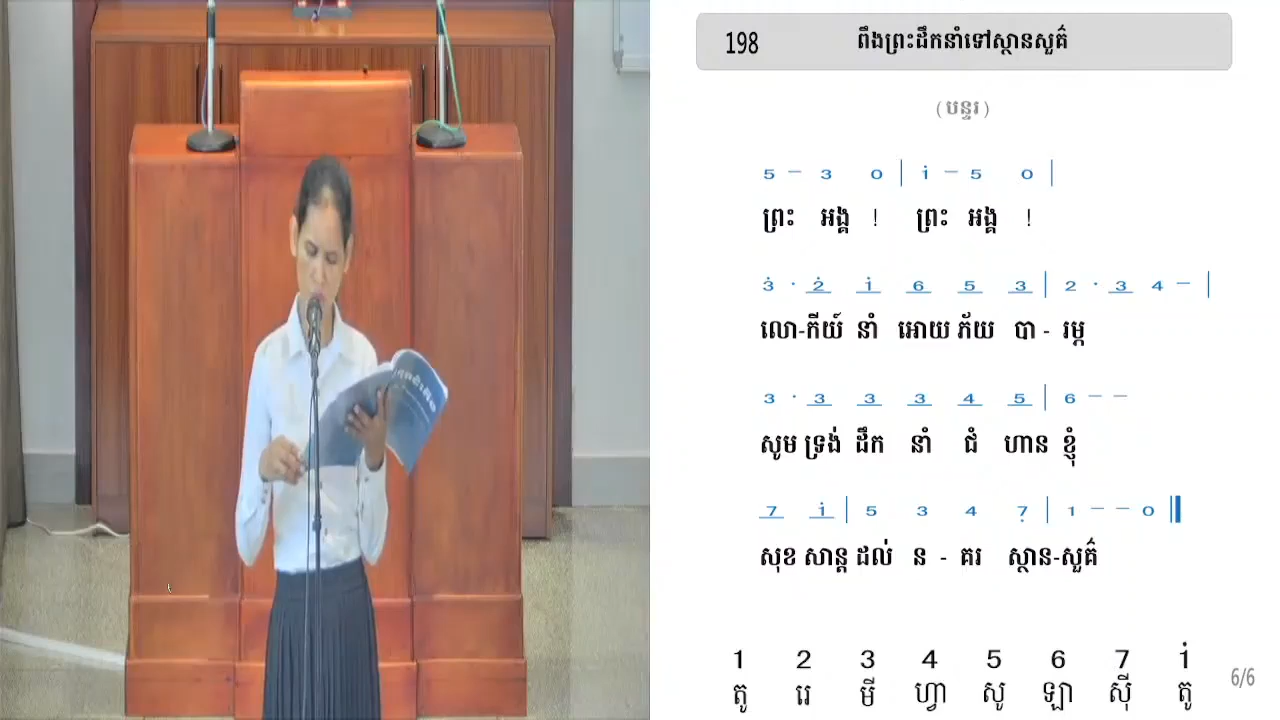 198 ពឹងព្រះដឹកនាំទៅស្ថានសួគ៌
(បន្ទរ)
5 – 3 0 | i – 5 0 |
ព្រះ អង្គ ! ព្រះ អង្គ !
3̇ · 2̇ i 6 5 3 | 2 · 3 4 – |
លោ-កីយ៍ នាំ អោយ ភ័យ បា - រម្ភ
3 · 3 3 3 4 5 | 6 – –
សូម ទ្រង់ ដឹក នាំ ជំ ហាន ខ្ញុំ
7 i | 5 3 4 7̣ | 1 – – 0 ‖
សុខ សាន្ត ដល់ ន - គរ ស្ថាន-សួគ៌
1 2 3 4 5 6 7 i
តូ រេ មី ហ្វា សូ ឡា ស៊ី តូ
6/6